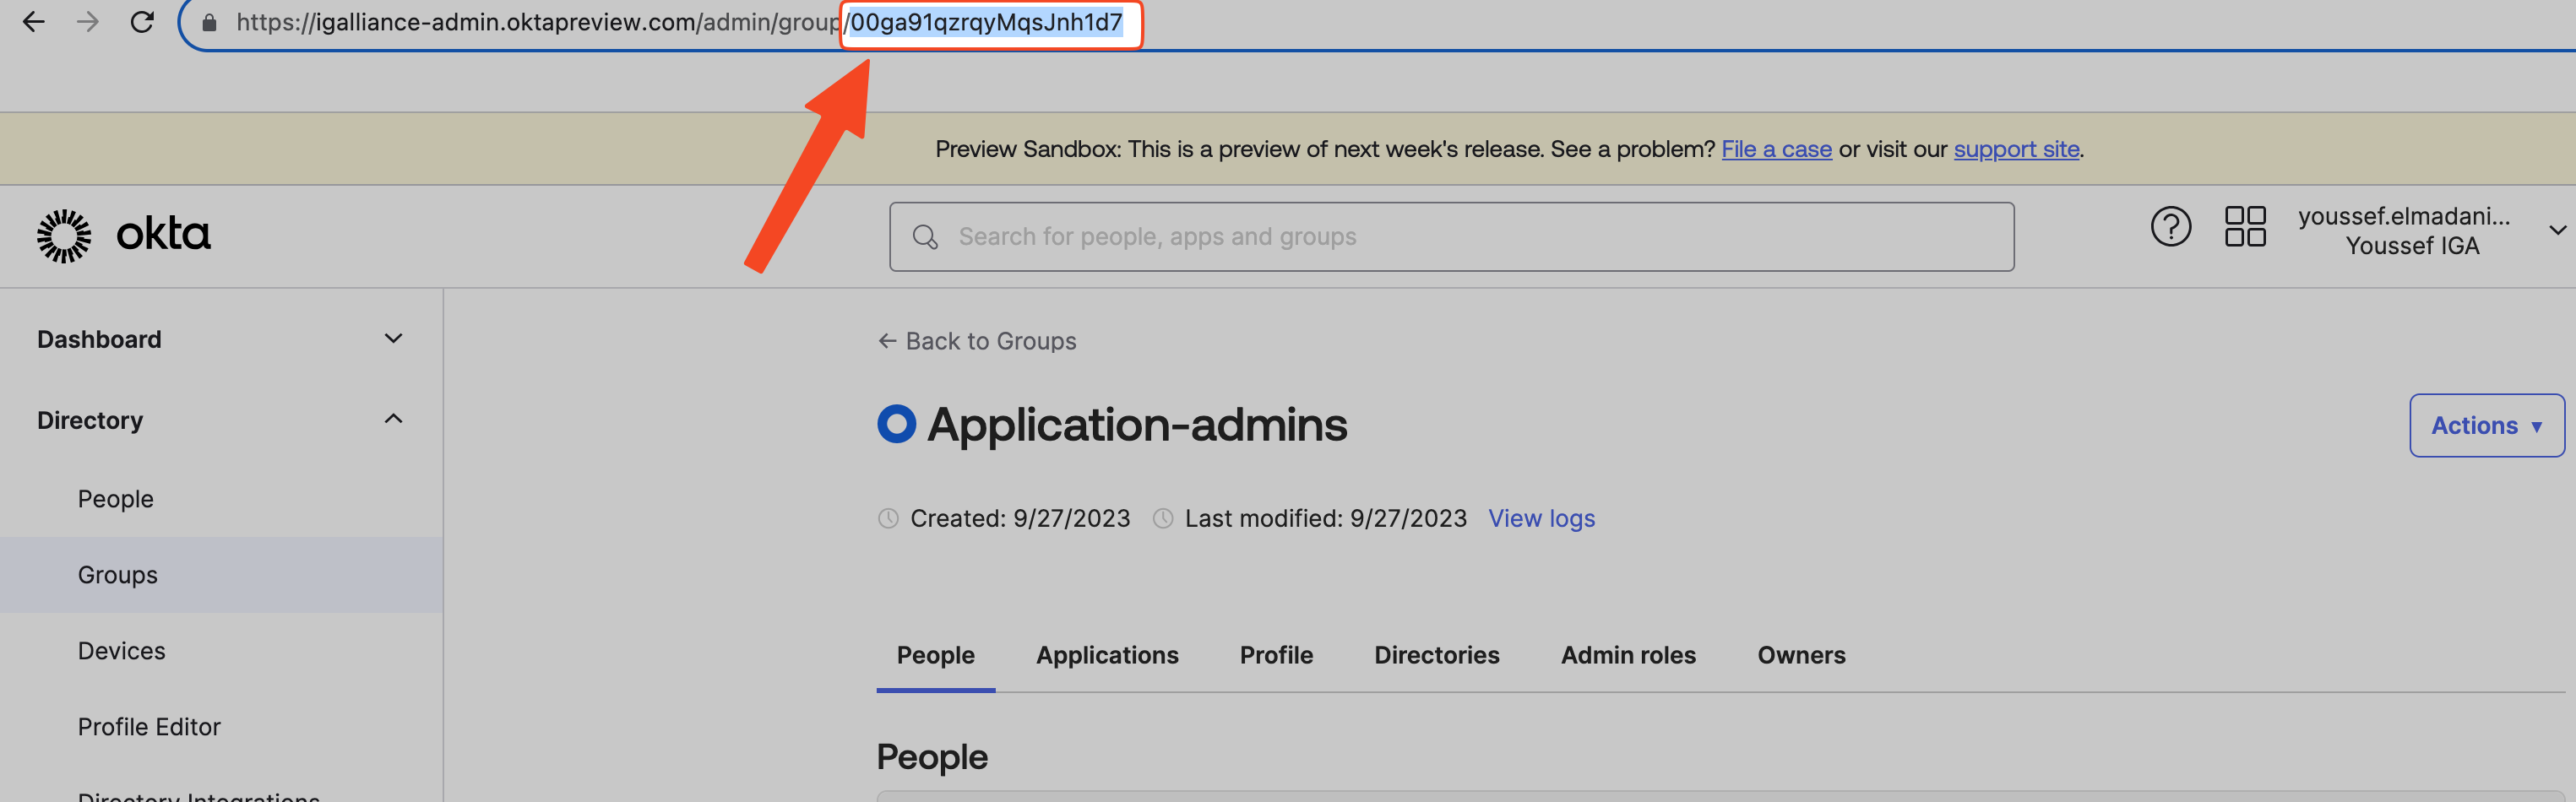 https://igalliance-admin.oktapreview.com/admin/group/00ga91qzrqyMqsJnh1d7
Preview Sandbox: This is a preview of next week's release. See a problem? File a case or visit our support site.
okta
Search for people, apps and groups
youssef.elmadani...
Youssef IGA
Dashboard
Directory
People
Groups
Devices
Profile Editor
Directory Integrations
← Back to Groups
Application-admins
Actions ▼
Created: 9/27/2023 Last modified: 9/27/2023 View logs
People Applications Profile Directories Admin roles Owners
People